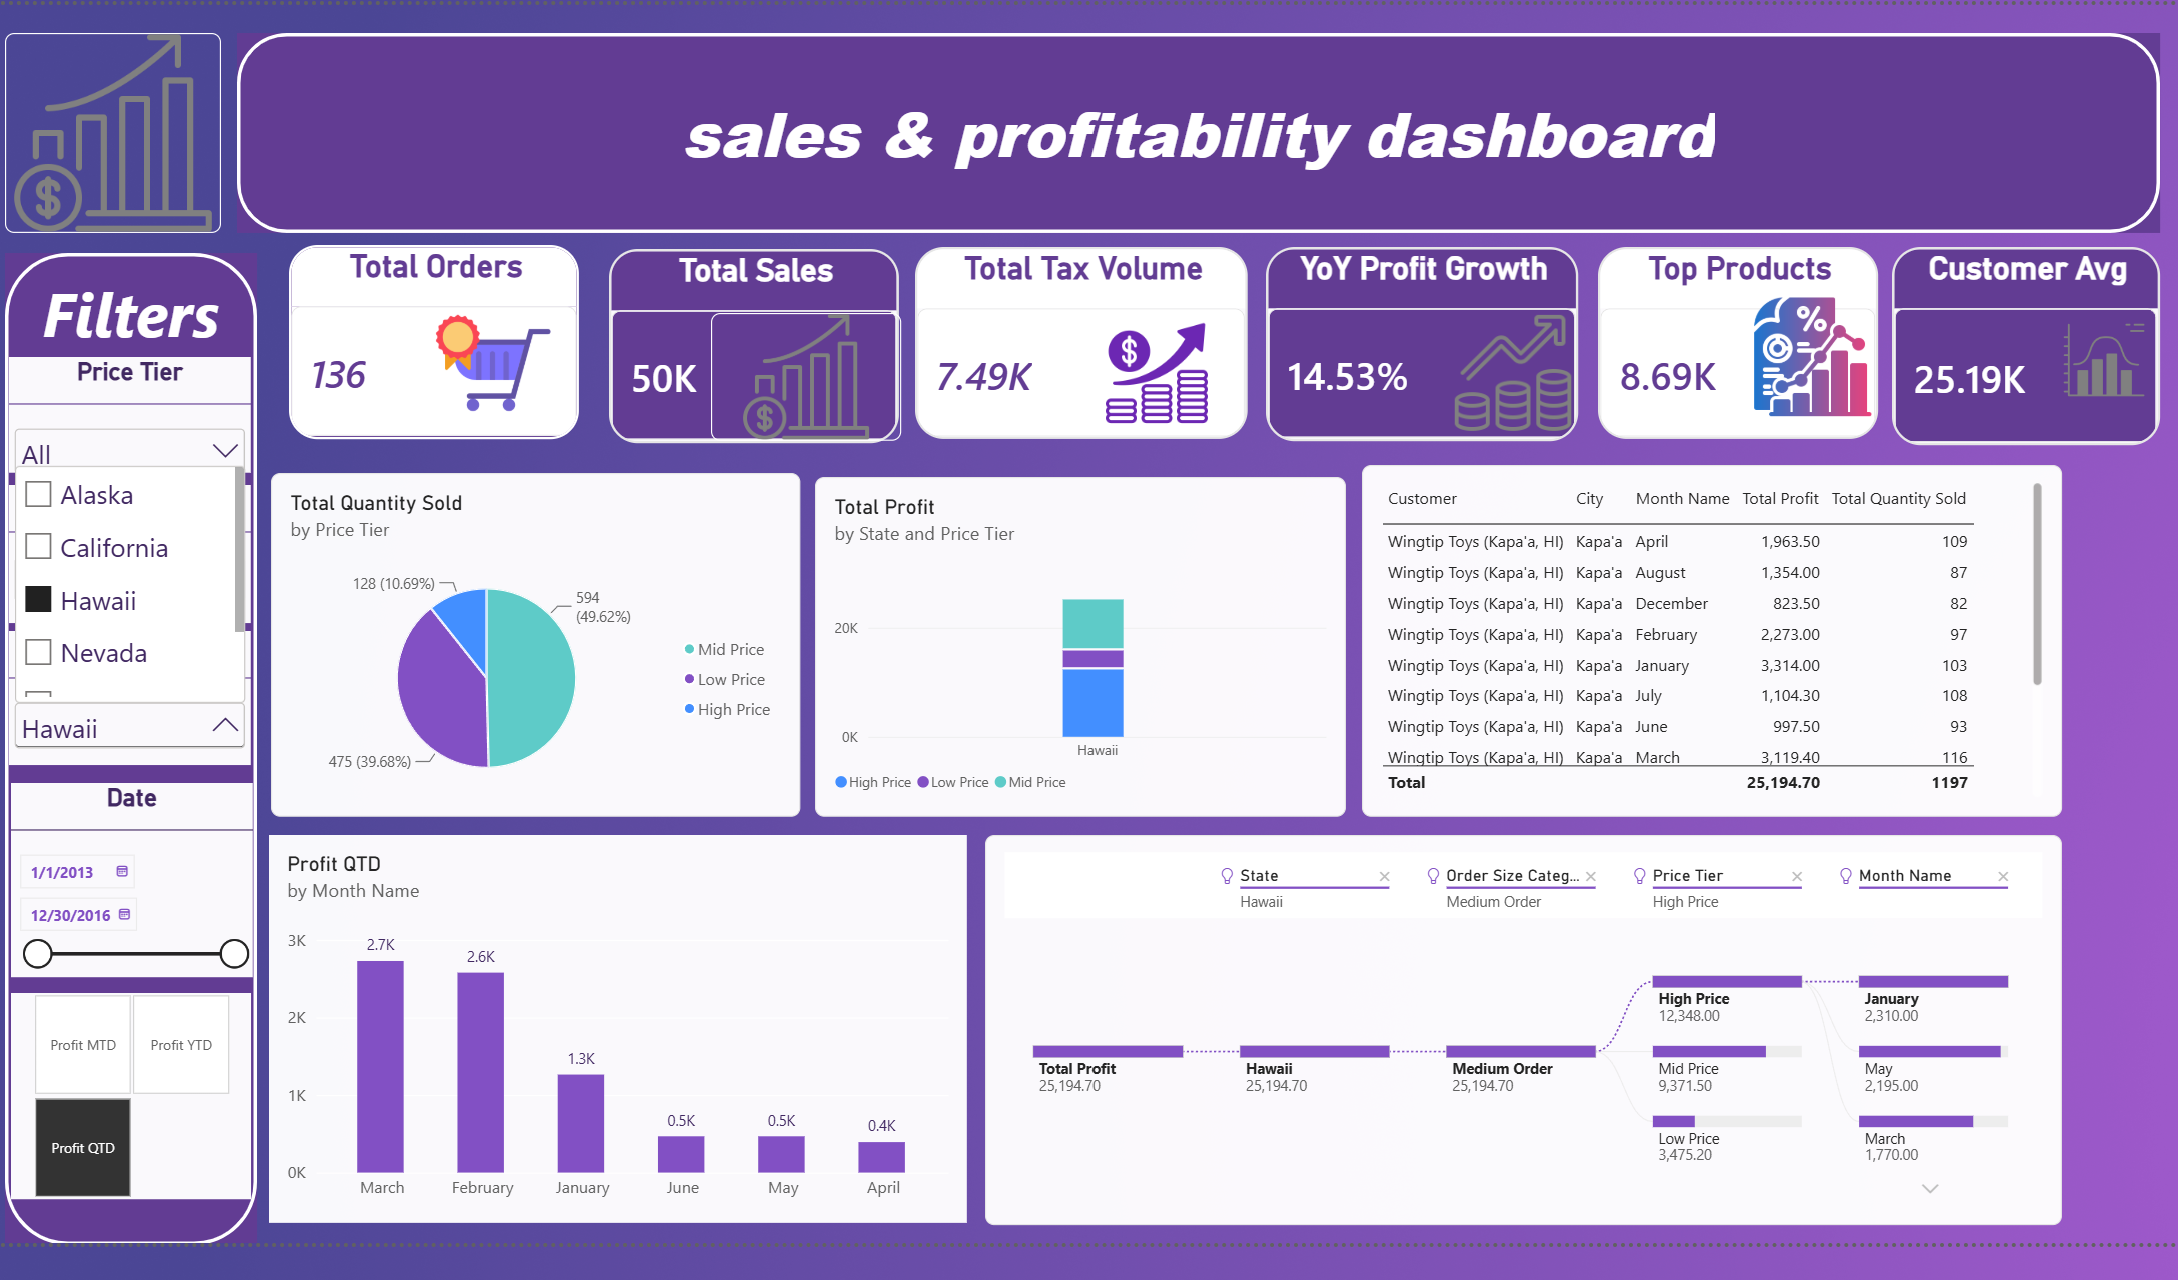 sales & profitability dashboard
Total Orders
136
Total Sales
50K
Total Tax Volume
7.49K
YoY Profit Growth
14.53%
Top Products
8.69K
Customer Avg
25.19K
Filters
Price Tier
All
Alaska
California
Hawaii
Nevada
Hawaii
Date
1/1/2013
12/30/2016
Profit MTD
Profit YTD
Profit QTD
Total Quantity Sold
by Price Tier
128 (10.69%)
594
(49.62%)
475 (39.68%)
Mid Price
Low Price
High Price
Total Profit
by State and Price Tier
20K
0K
Hawaii
High Price Low Price Mid Price
Customer City Month Name Total Profit Total Quantity Sold
Wingtip Toys (Kapa'a, HI) Kapa'a April 1,963.50 109
Wingtip Toys (Kapa'a, HI) Kapa'a August 1,354.00 87
Wingtip Toys (Kapa'a, HI) Kapa'a December 823.50 82
Wingtip Toys (Kapa'a, HI) Kapa'a February 2,273.00 97
Wingtip Toys (Kapa'a, HI) Kapa'a January 3,314.00 103
Wingtip Toys (Kapa'a, HI) Kapa'a July 1,104.30 108
Wingtip Toys (Kapa'a, HI) Kapa'a June 997.50 93
Wingtip Toys (Kapa'a, HI) Kapa'a March 3,119.40 116
Total 25,194.70 1197
Profit QTD
by Month Name
3K
2K
1K
0K
2.7K
2.6K
1.3K
0.5K
0.5K
0.4K
March February January June May April
State
Hawaii
Order Size Categ...
Medium Order
Price Tier
High Price
Month Name
Total Profit
25,194.70
Hawaii
25,194.70
Medium Order
25,194.70
High Price
12,348.00
Mid Price
9,371.50
Low Price
3,475.20
January
2,310.00
May
2,195.00
March
1,770.00